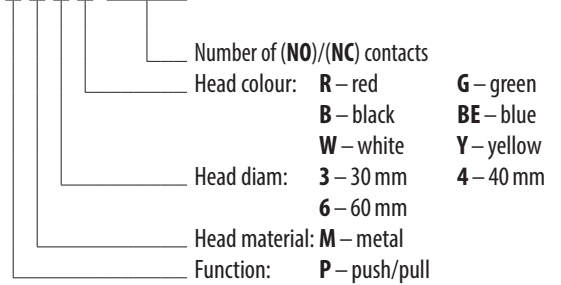 Number of (NO)/(NC) contacts
Head colour: R – red G – green
B – black BE – blue
W – white Y – yellow
Head diam: 3 – 30 mm 4 – 40 mm
6 – 60 mm
Head material: M – metal
Function: P – push/pull